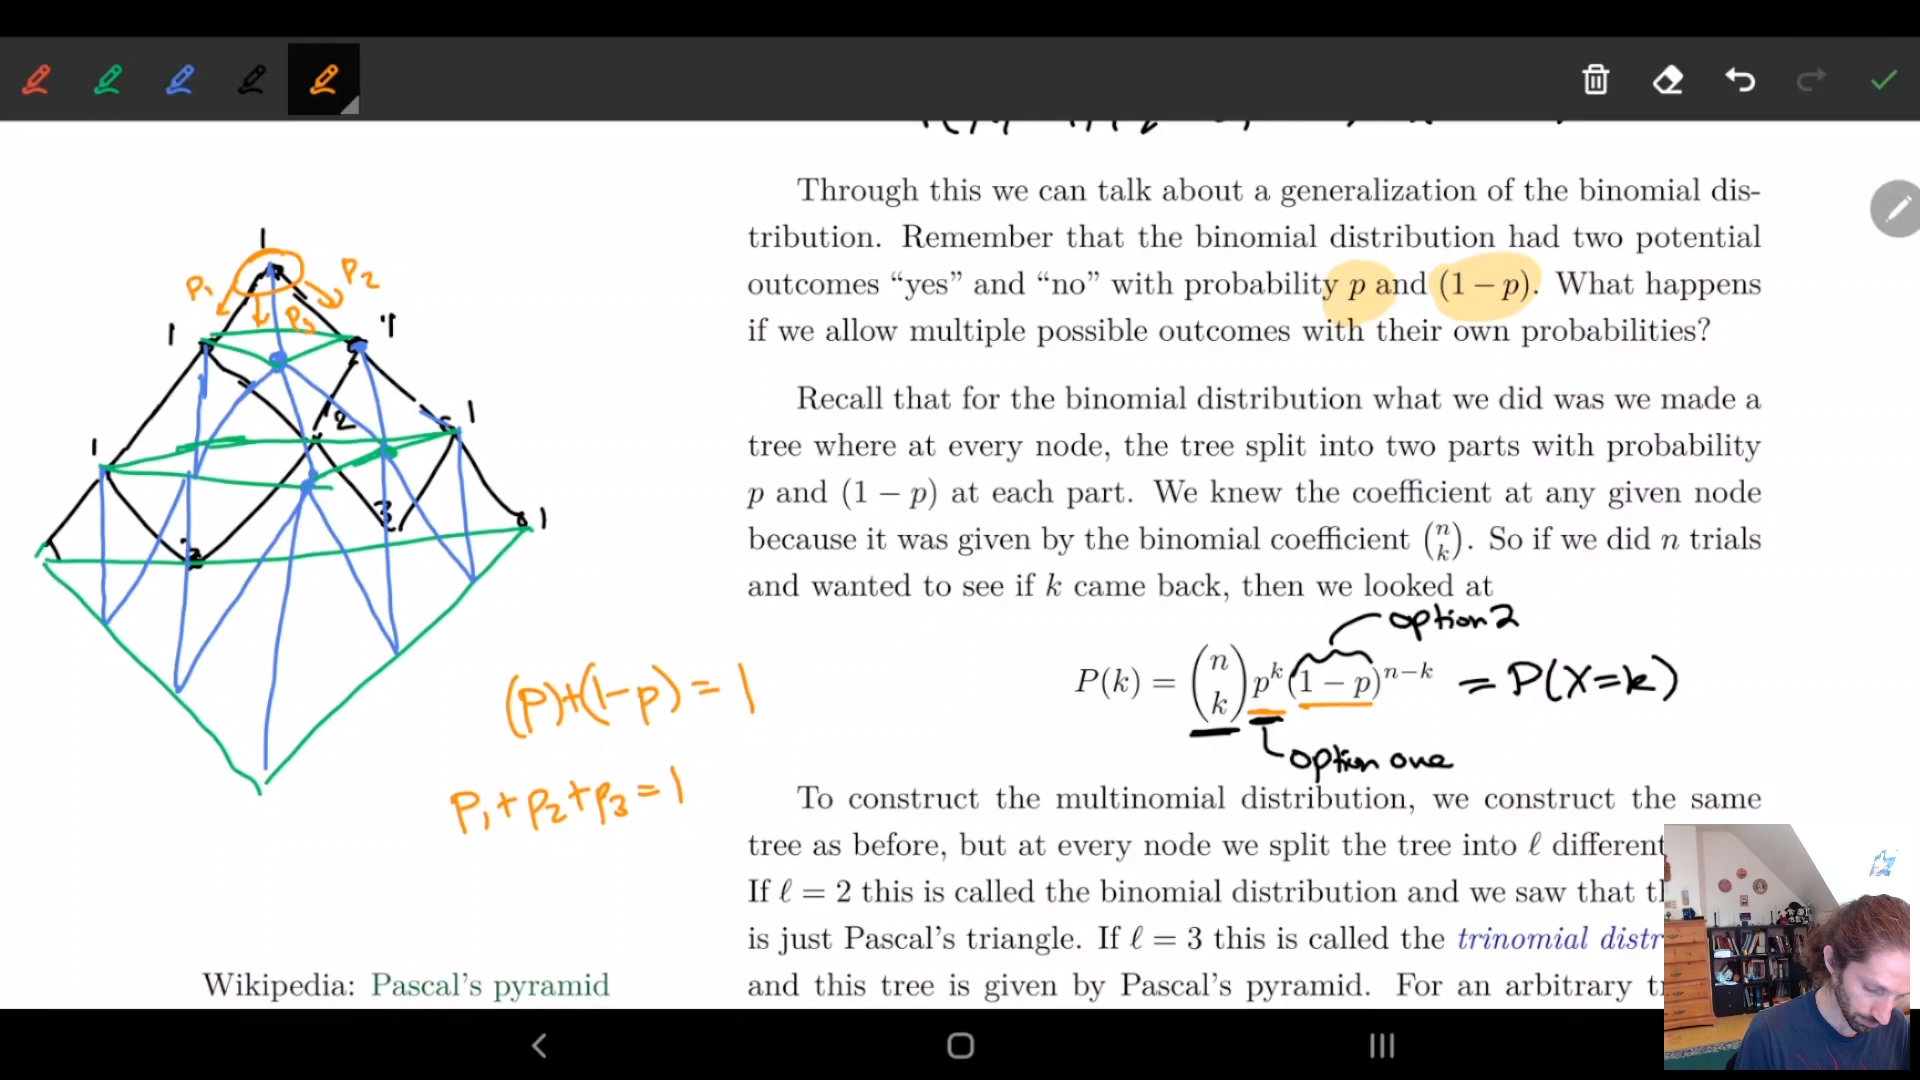 Through this we can talk about a generalization of the binomial dis-
tribution. Remember that the binomial distribution had two potential
outcomes “yes” and “no” with probability p and (1 − p). What happens
if we allow multiple possible outcomes with their own probabilities?
Recall that for the binomial distribution what we did was we made a
tree where at every node, the tree split into two parts with probability
p and (1 − p) at each part. We knew the coefficient at any given node
because it was given by the binomial coefficient (n k). So if we did n trials
and wanted to see if k came back, then we looked at
option 2
P(k) = (n k) p^k (1 − p)^{n−k} = P(X=k)
option one
To construct the multinomial distribution, we construct the same
tree as before, but at every node we split the tree into ℓ different
If ℓ = 2 this is called the binomial distribution and we saw that
is just Pascal’s triangle. If ℓ = 3 this is called the trinomial
and this tree is given by Pascal’s pyramid. For an arbitrary
1
P1
P2
P3
1
1
2
1
1
3
3
1
(p)+(1-p) = 1
P1+P2+P3=1
Wikipedia: Pascal’s pyramid